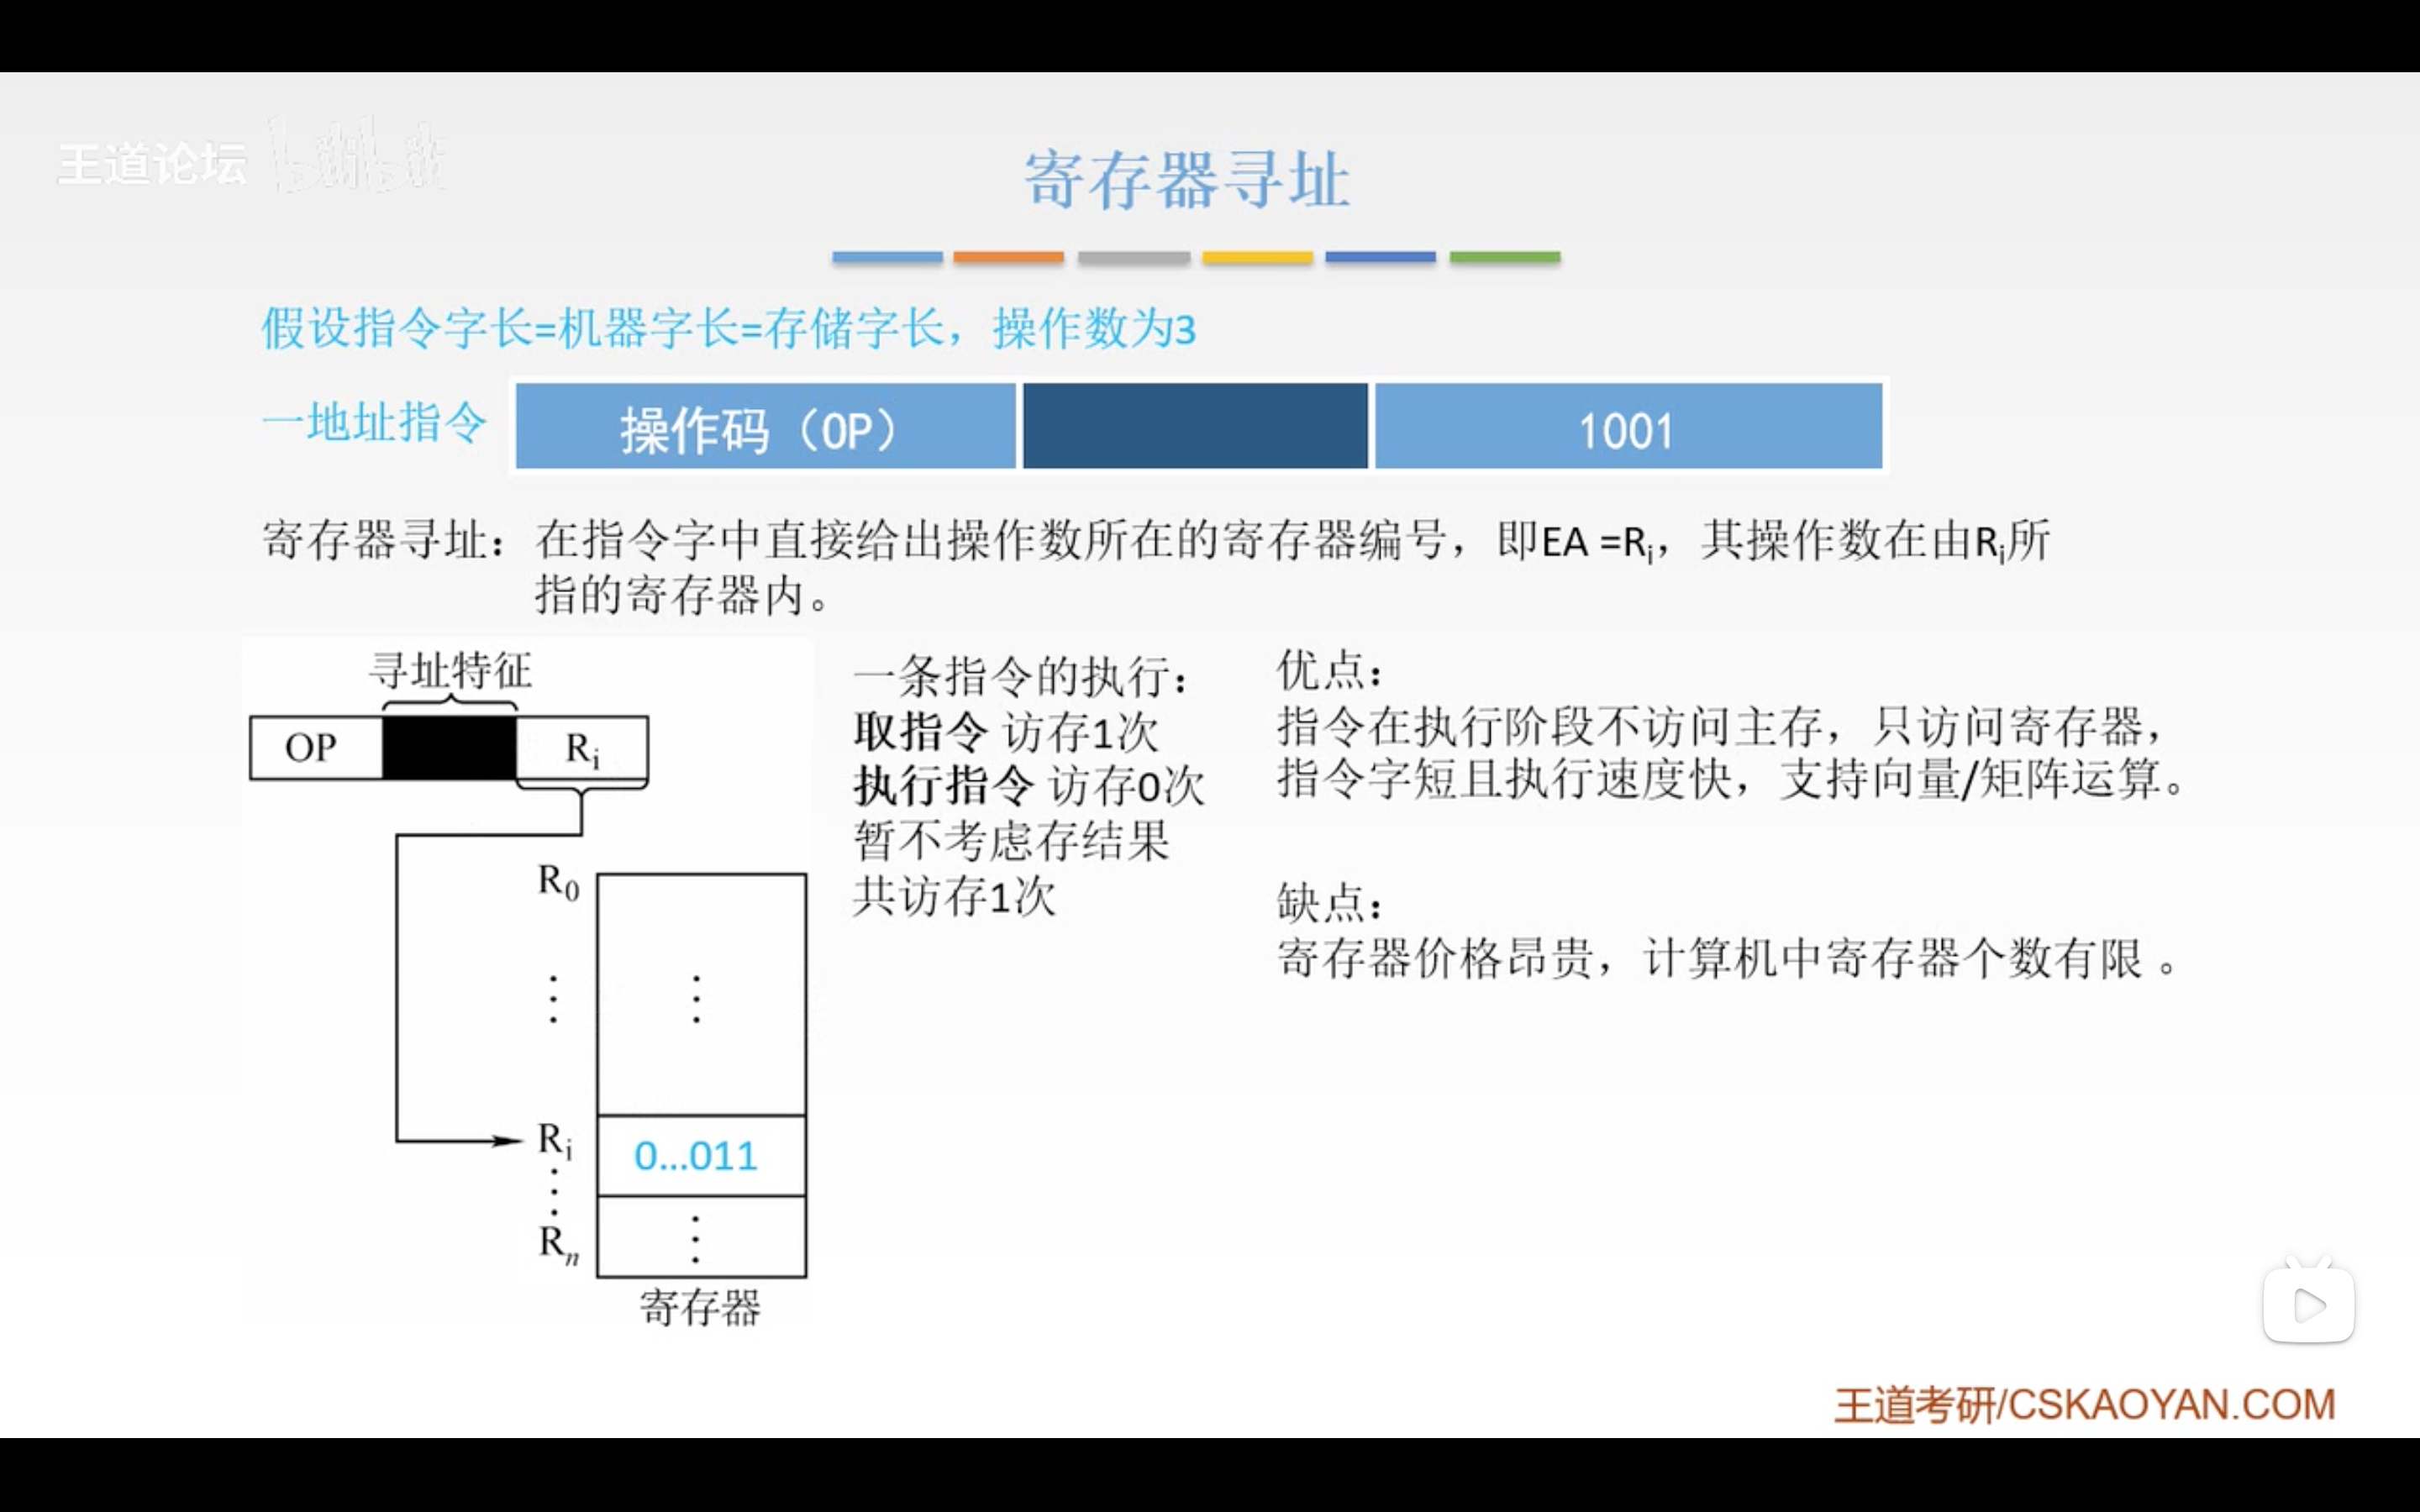 王道论坛 bilibili
寄存器寻址
假设指令字长=机器字长=存储字长，操作数为3
一地址指令 操作码（OP） 1001
寄存器寻址：在指令字中直接给出操作数所在的寄存器编号，即EA =Ri，其操作数在由Ri所
指的寄存器内。
寻址特征
OP Ri
R0
⋮ ⋮
Ri 0...011
⋮
Rn ⋮
寄存器
一条指令的执行：
取指令 访存1次
执行指令 访存0次
暂不考虑存结果
共访存1次
优点：
指令在执行阶段不访问主存，只访问寄存器，
指令字短且执行速度快，支持向量/矩阵运算。
缺点：
寄存器价格昂贵，计算机中寄存器个数有限 。
王道考研/CSKAOYAN.COM